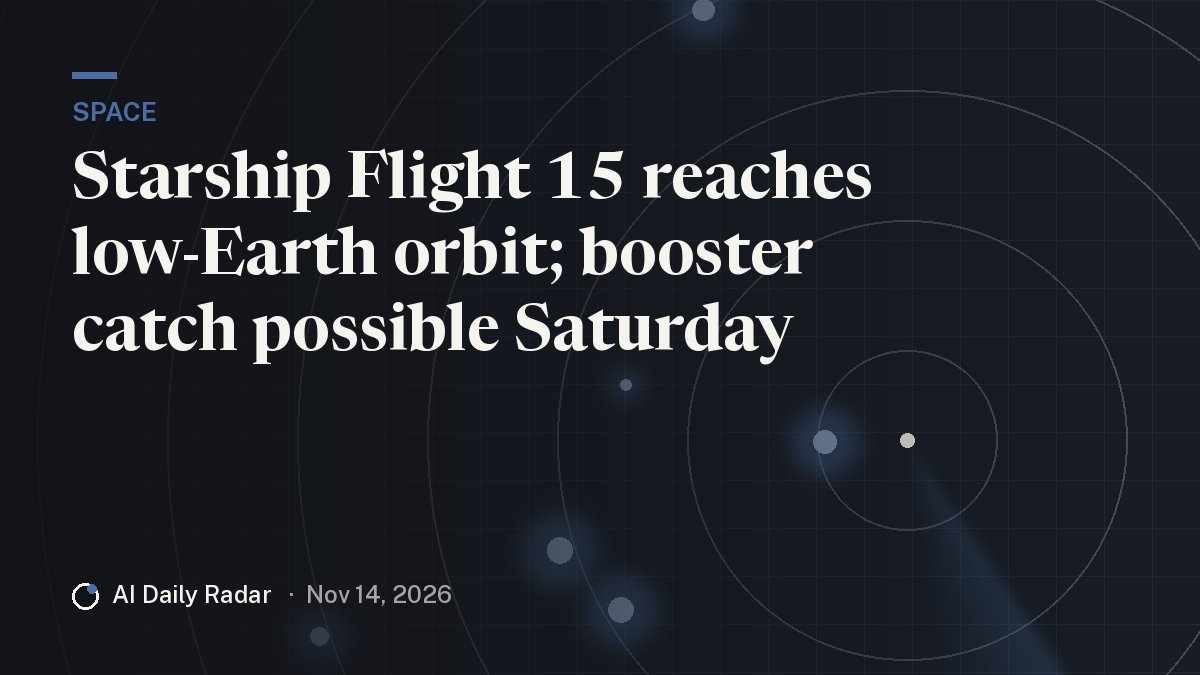 SPACE
Starship Flight 15 reaches
low-Earth orbit; booster
catch possible Saturday
AI Daily Radar · Nov 14, 2026